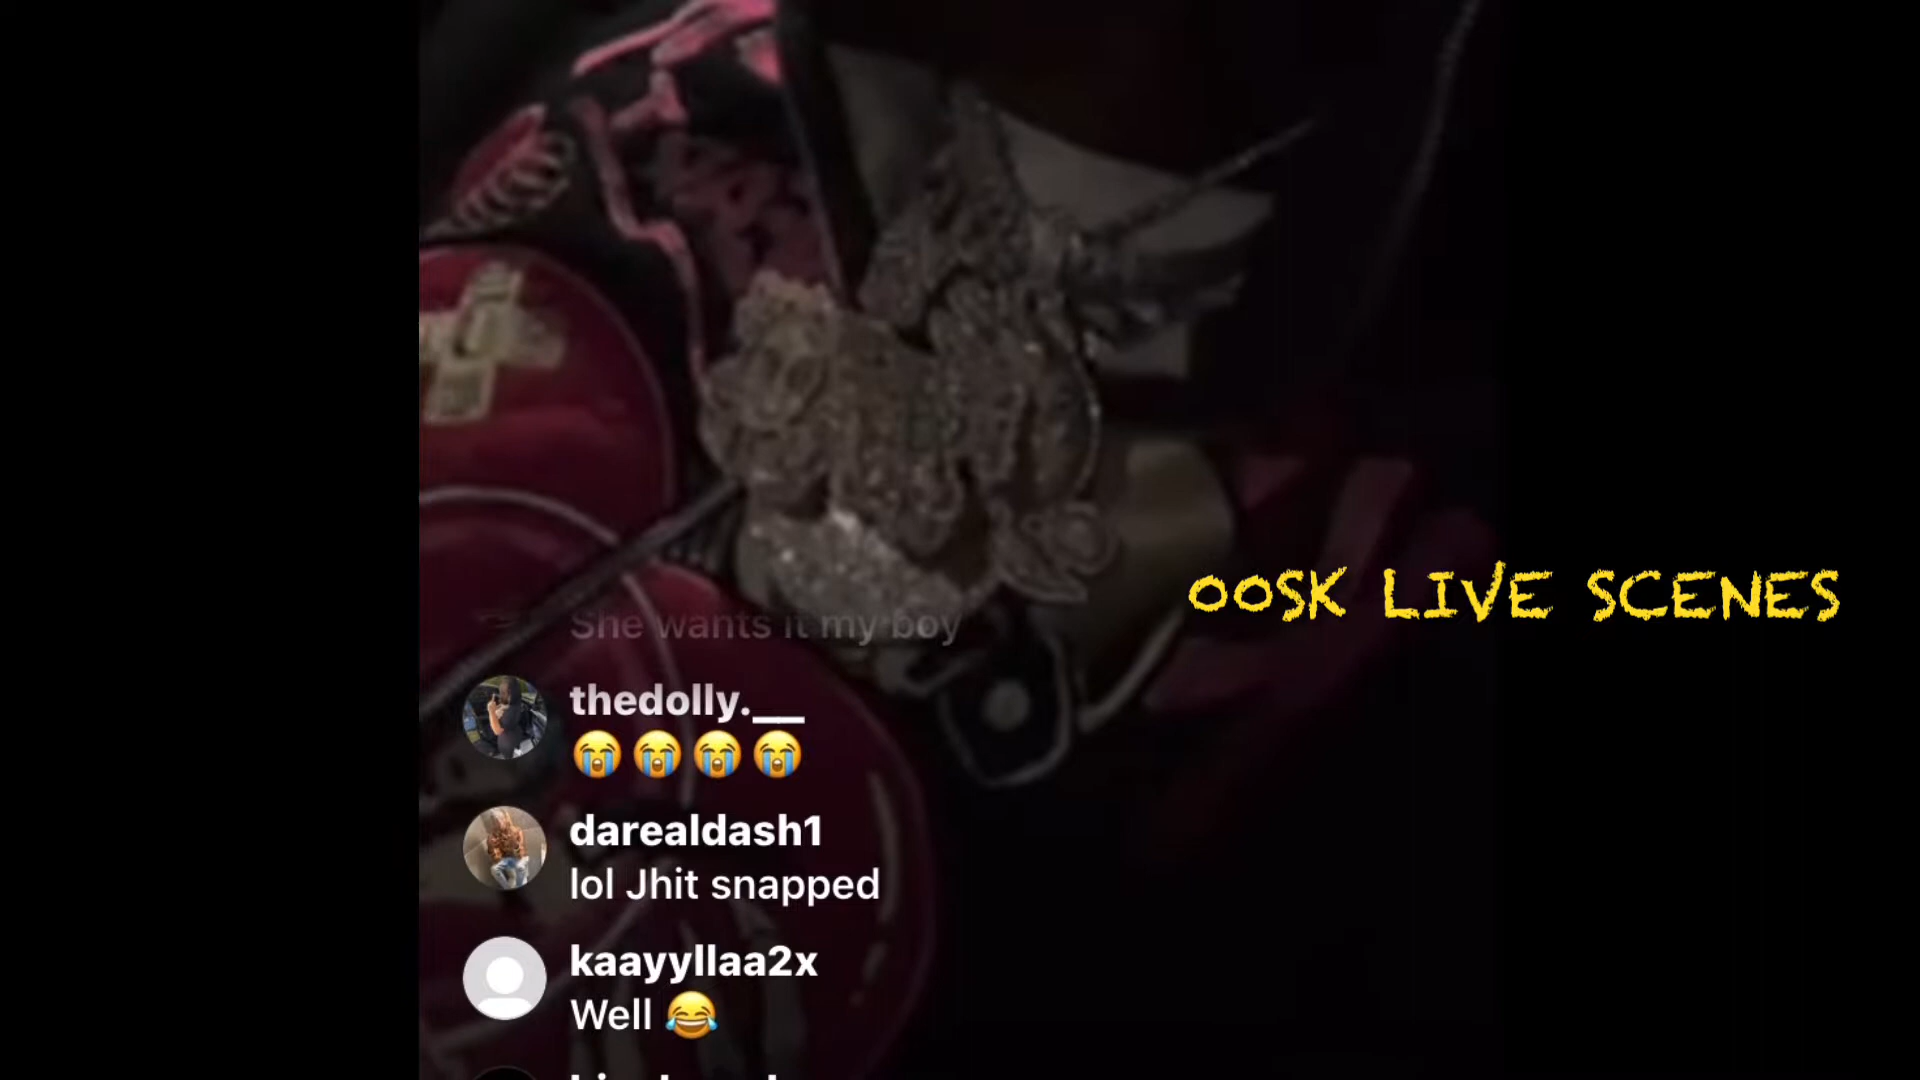 She wants it my boy
OOSK LIVE SCENES
thedolly.__
😭😭😭😭
darealdash1
lol Jhit snapped
kaayyllaa2x
Well 😂